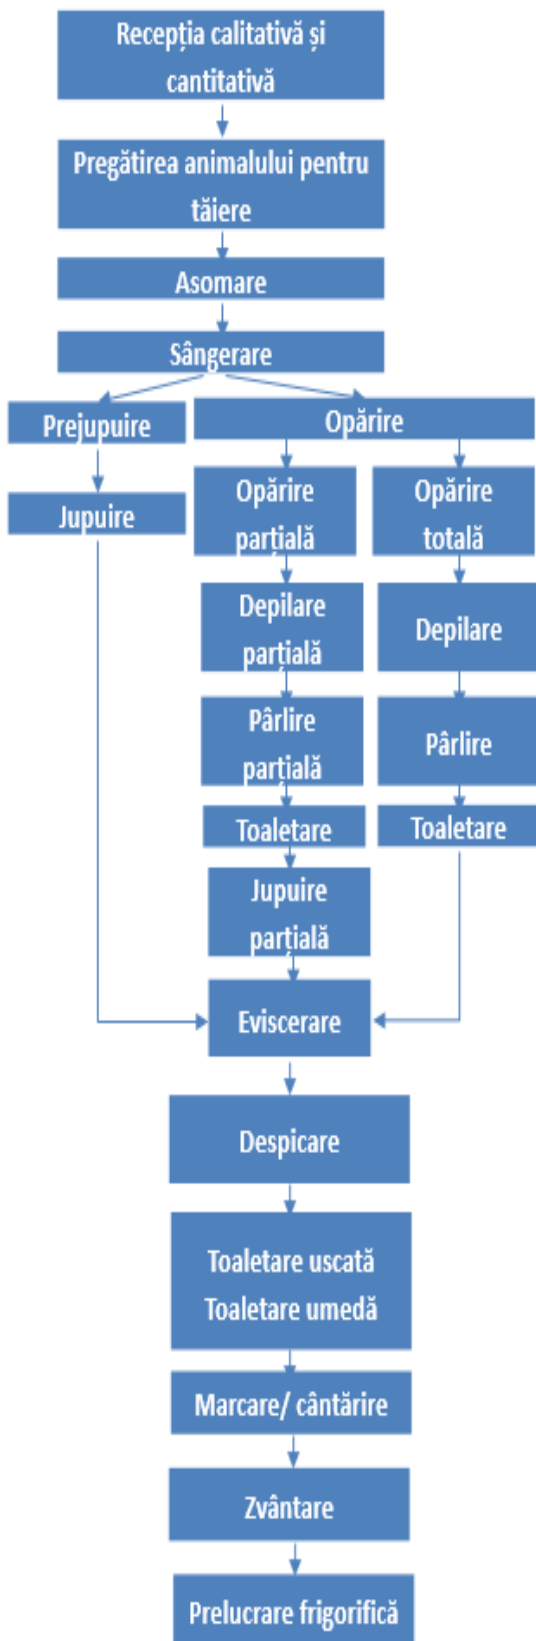 Recepția calitativă și
cantitativă
Pregătirea animalului pentru
tăiere
Asomare
Sângerare
Prejupuire
Opărire
Jupuire
Opărire
parțială
Opărire
totală
Depilare
parțială
Depilare
Pârlire
parțială
Pârlire
Toaletare
Toaletare
Jupuire
parțială
Eviscerare
Despicare
Toaletare uscată
Toaletare umedă
Marcare/ cântărire
Zvântare
Prelucrare frigorifică